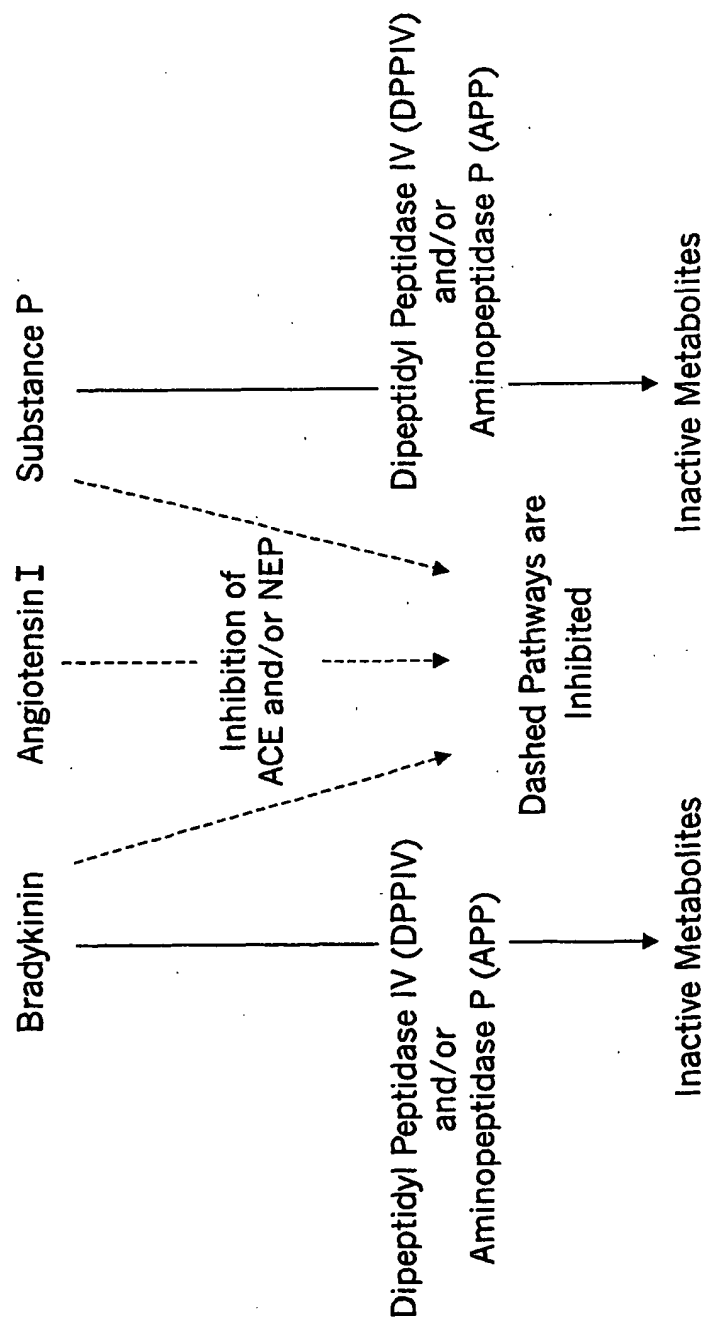 Bradykinin
Angiotensin I
Substance P
Inhibition of
ACE and/or NEP
Dipeptidyl Peptidase IV (DPPIV)
and/or
Aminopeptidase P (APP)
Dipeptidyl Peptidase IV (DPPIV)
and/or
Aminopeptidase P (APP)
Dashed Pathways are
Inhibited
Inactive Metabolites
Inactive Metabolites